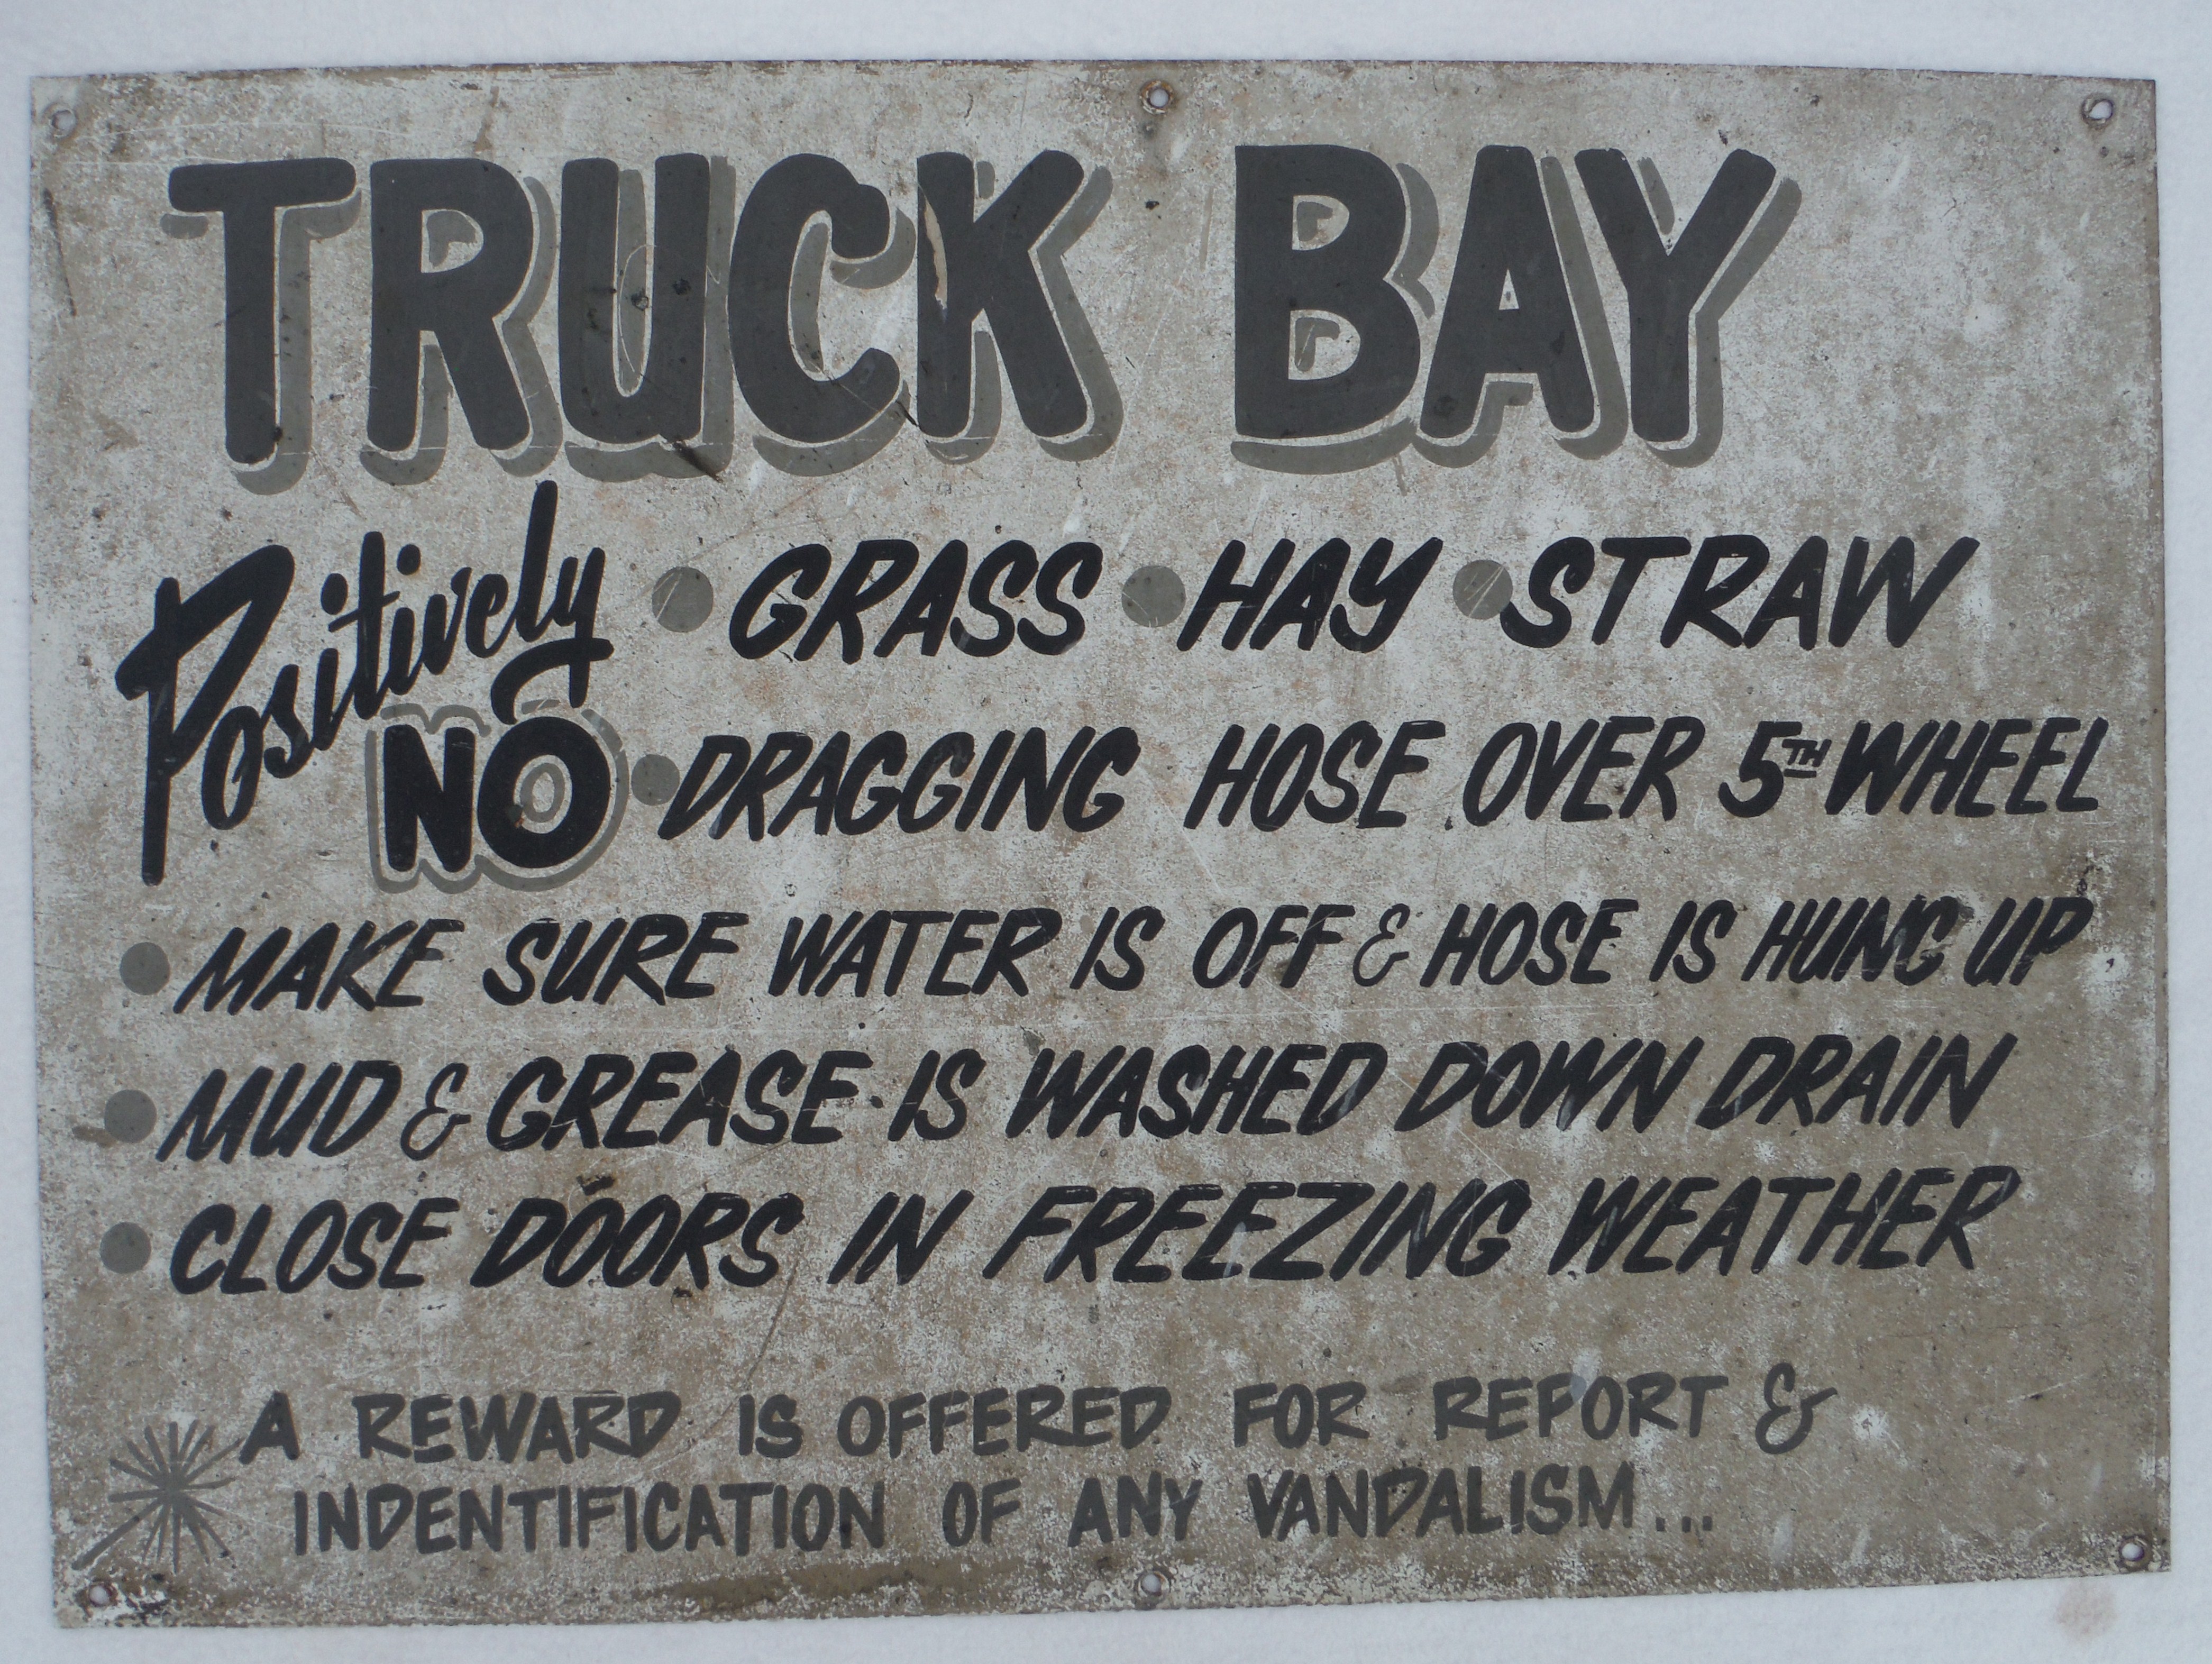 TRUCK BAY
Positively NO
• GRASS • HAY • STRAW
• DRAGGING HOSE OVER 5TH WHEEL
• MAKE SURE WATER IS OFF & HOSE IS HUNG UP
• MUD & GREASE IS WASHED DOWN DRAIN
• CLOSE DOORS IN FREEZING WEATHER
A REWARD IS OFFERED FOR REPORT &
INDENTIFICATION OF ANY VANDALISM...